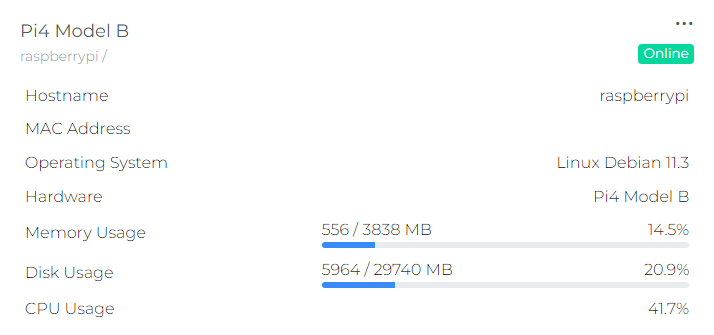 Pi4 Model B
...
raspberrypi /
Online
Hostname raspberrypi
MAC Address
Operating System Linux Debian 11.3
Hardware Pi4 Model B
Memory Usage 556 / 3838 MB 14.5%
Disk Usage 5964 / 29740 MB 20.9%
CPU Usage 41.7%